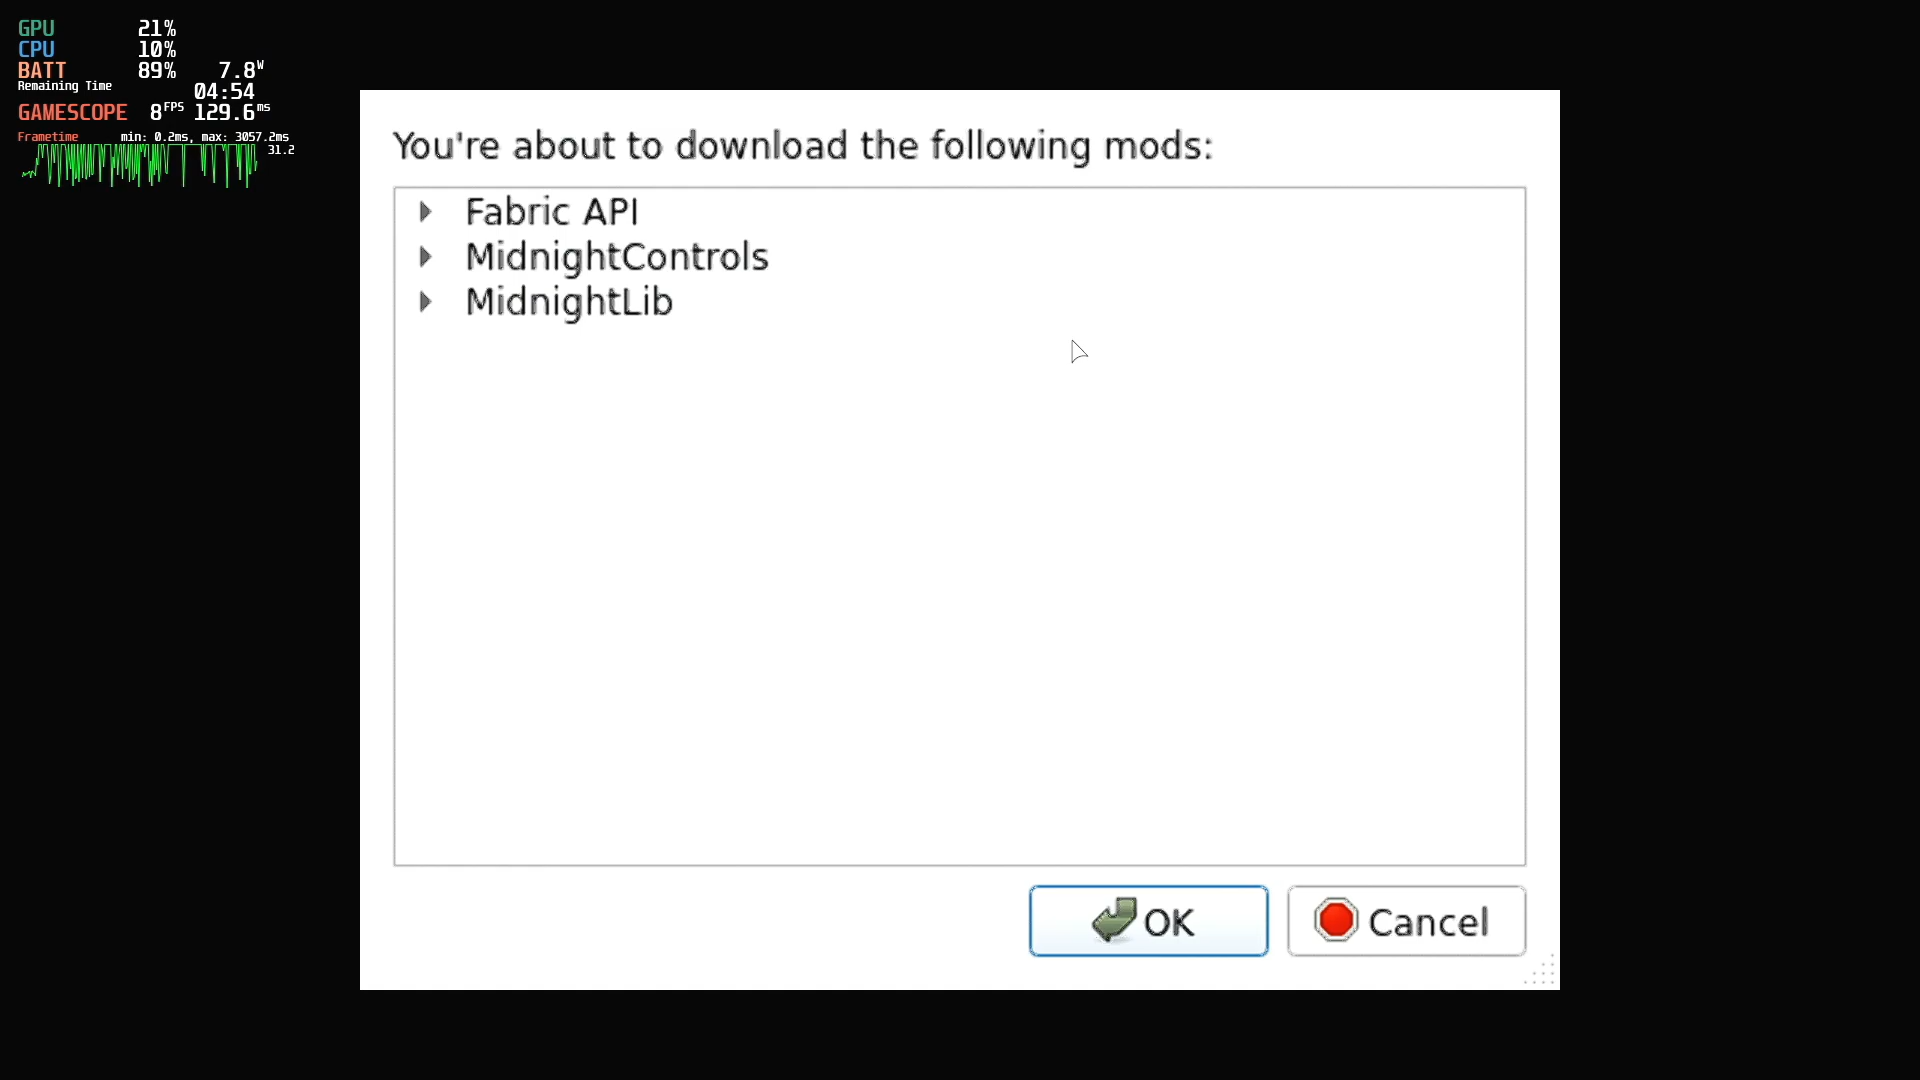 GPU 21%
CPU 10%
BATT 89% 7.8W
Remaining Time 04:54
GAMESCOPE 8FPS 129.6ms
Frametime min: 0.2ms, max: 3057.2ms
31.2
You're about to download the following mods:
Fabric API
MidnightControls
MidnightLib
OK Cancel